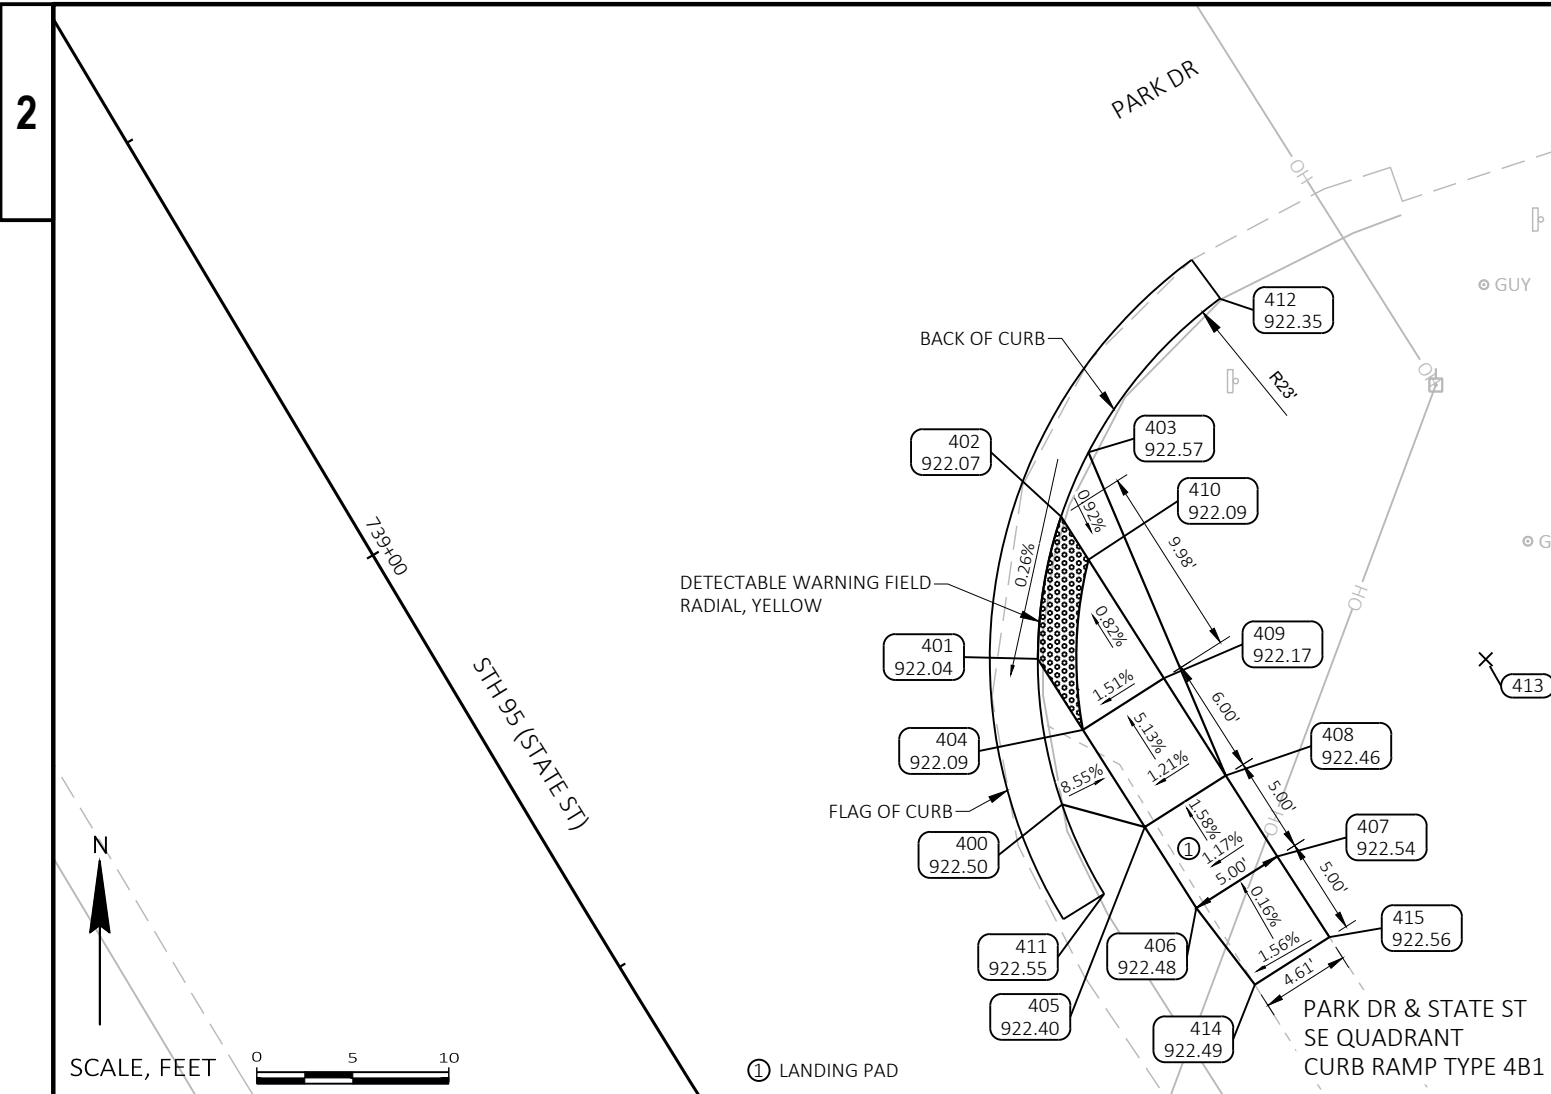 2
PARK DR
OH
GUY
412
922.35
BACK OF CURB
R23'
OH
402
922.07
403
922.57
410
922.09
0.92%
9.98'
739+00
0.26%
G
DETECTABLE WARNING FIELD
RADIAL, YELLOW
OH
0.82%
401
922.04
409
922.17
STH 95 (STATE ST)
1.51%
413
6.00'
404
922.09
5.13%
1.21%
408
922.46
8.55%
5.00'
FLAG OF CURB
1.58%
OH
407
922.54
400
922.50
1
1.17%
5.00'
5.00'
N
0.16%
415
922.56
411
922.55
406
922.48
1.56%
4.61'
405
922.40
414
922.49
PARK DR & STATE ST
SE QUADRANT
CURB RAMP TYPE 4B1
SCALE, FEET
0 5 10
1 LANDING PAD